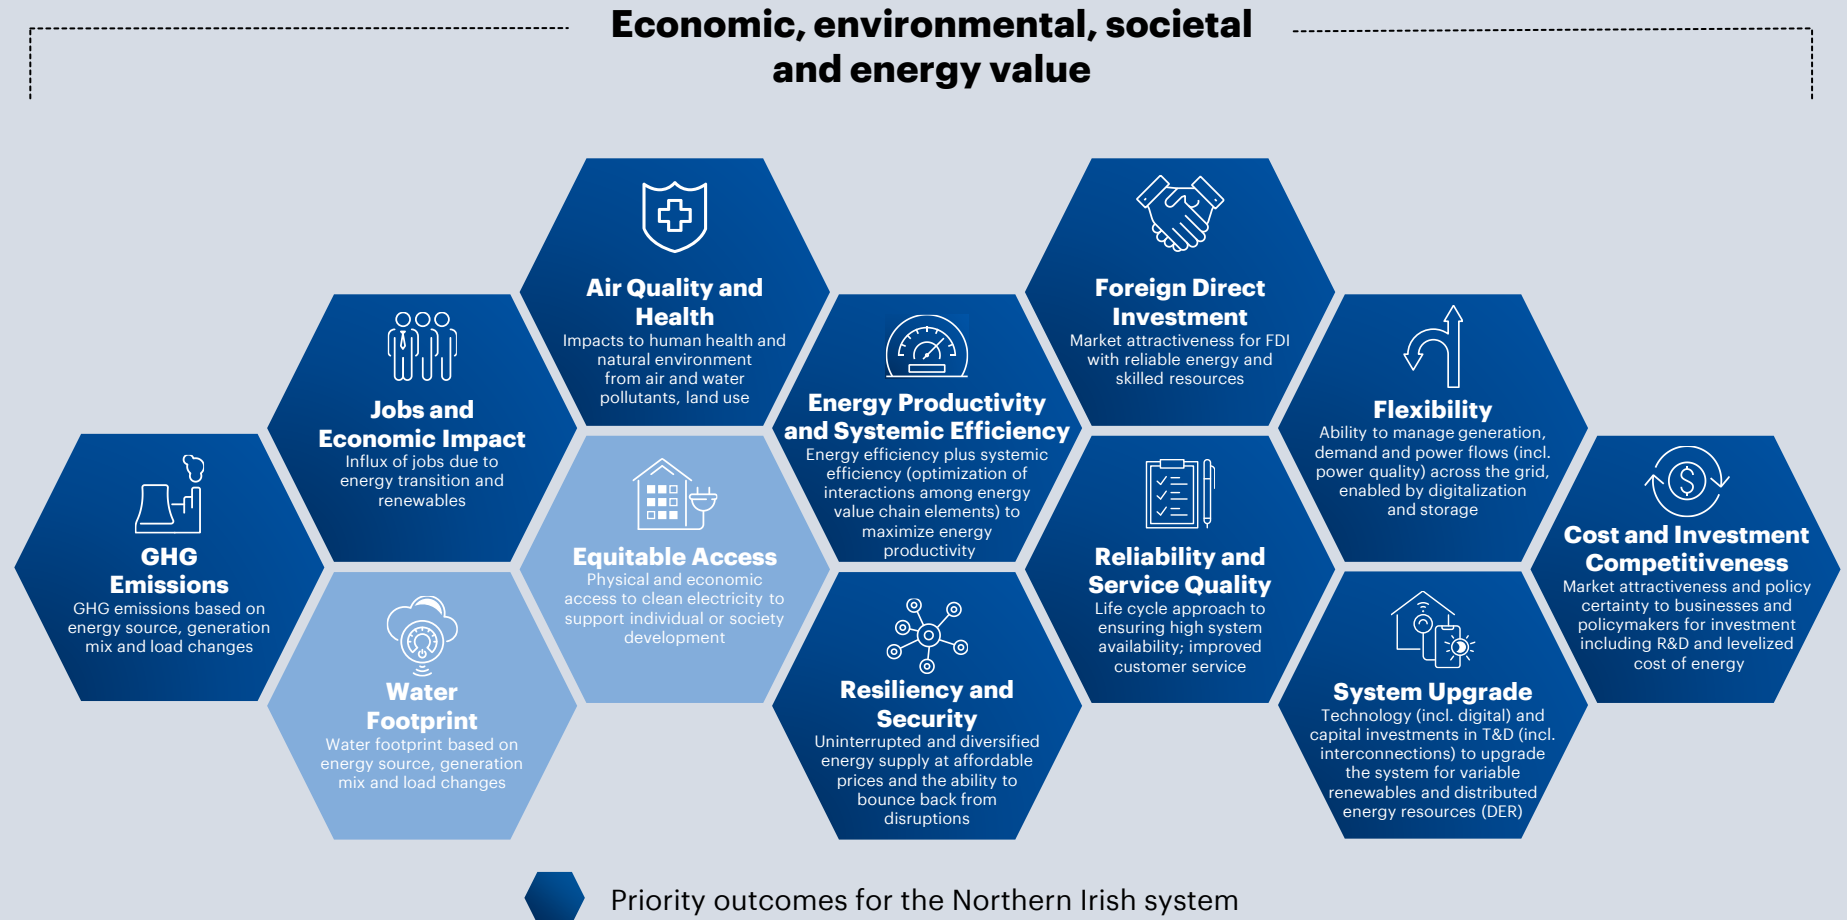 Economic, environmental, societal
and energy value
Air Quality and
Health
Impacts to human health and
natural environment
from air and water
pollutants, land use
Foreign Direct
Investment
Market attractiveness for FDI
with reliable energy and
skilled resources
Jobs and
Economic Impact
Influx of jobs due to
energy transition and
renewables
Energy Productivity
and Systemic Efficiency
Energy efficiency plus systemic
efficiency (optimization of
interactions among energy
value chain elements) to
maximize energy
productivity
Flexibility
Ability to manage generation,
demand and power flows (incl.
power quality) across the grid,
enabled by digitalization
and storage
GHG
Emissions
GHG emissions based on
energy source, generation
mix and load changes
Equitable Access
Physical and economic
access to clean electricity to
support individual or society
development
Reliability and
Service Quality
Life cycle approach to
ensuring high system
availability; improved
customer service
Cost and Investment
Competitiveness
Market attractiveness and policy
certainty to businesses and
policymakers for investment
including R&D and levelized
cost of energy
Water
Footprint
Water footprint based on
energy source, generation
mix and load changes
Resiliency and
Security
Uninterrupted and diversified
energy supply at affordable
prices and the ability to
bounce back from
disruptions
System Upgrade
Technology (incl. digital) and
capital investments in T&D (incl.
interconnections) to upgrade
the system for variable
renewables and distributed
energy resources (DER)
Priority outcomes for the Northern Irish system